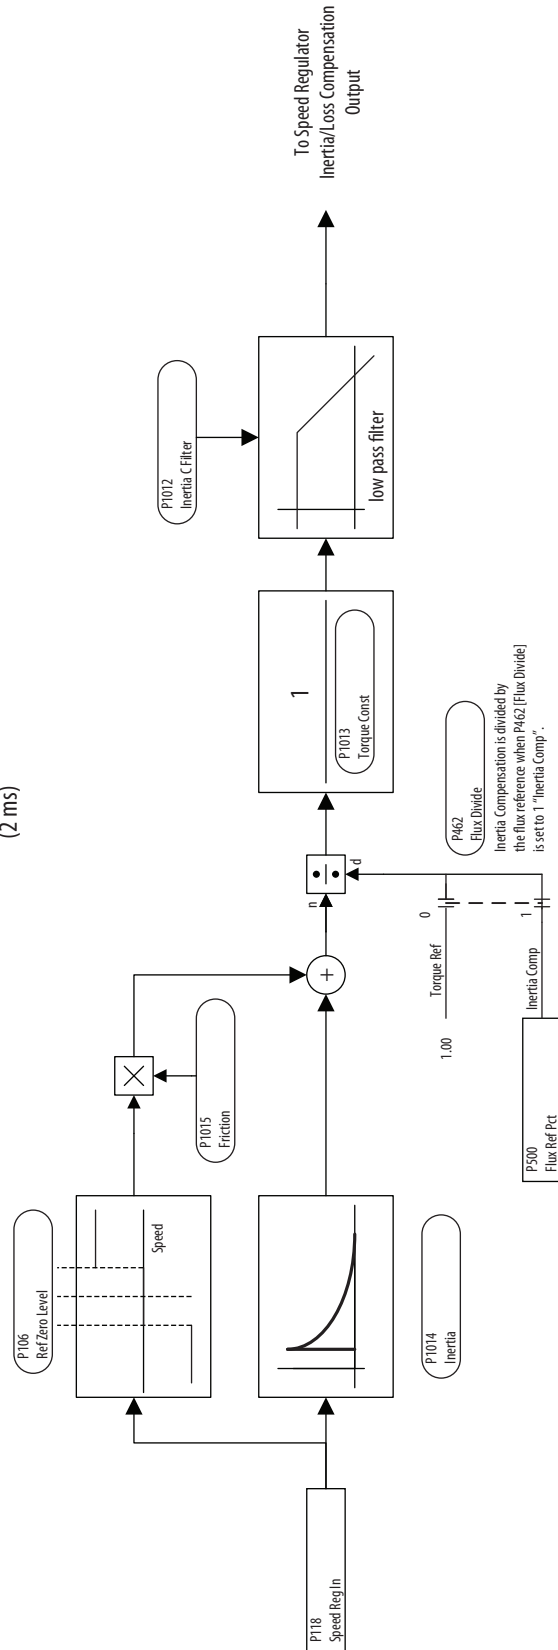 (2 ms)
P118
Speed Reg In
P106
Ref Zero Level
Speed
P1015
Friction
P1014
Inertia
+
n
d
1.00
Torque Ref
0
P500
Flux Ref Pct
Inertia Comp
1
P462
Flux Divide
Inertia Compensation is divided by
the flux reference when P462 [Flux Divide]
is set to 1 "Inertia Comp".
1
P1013
Torque Const
P1012
Inertia C Filter
low pass filter
To Speed Regulator
Inertia/Loss Compensation
Output